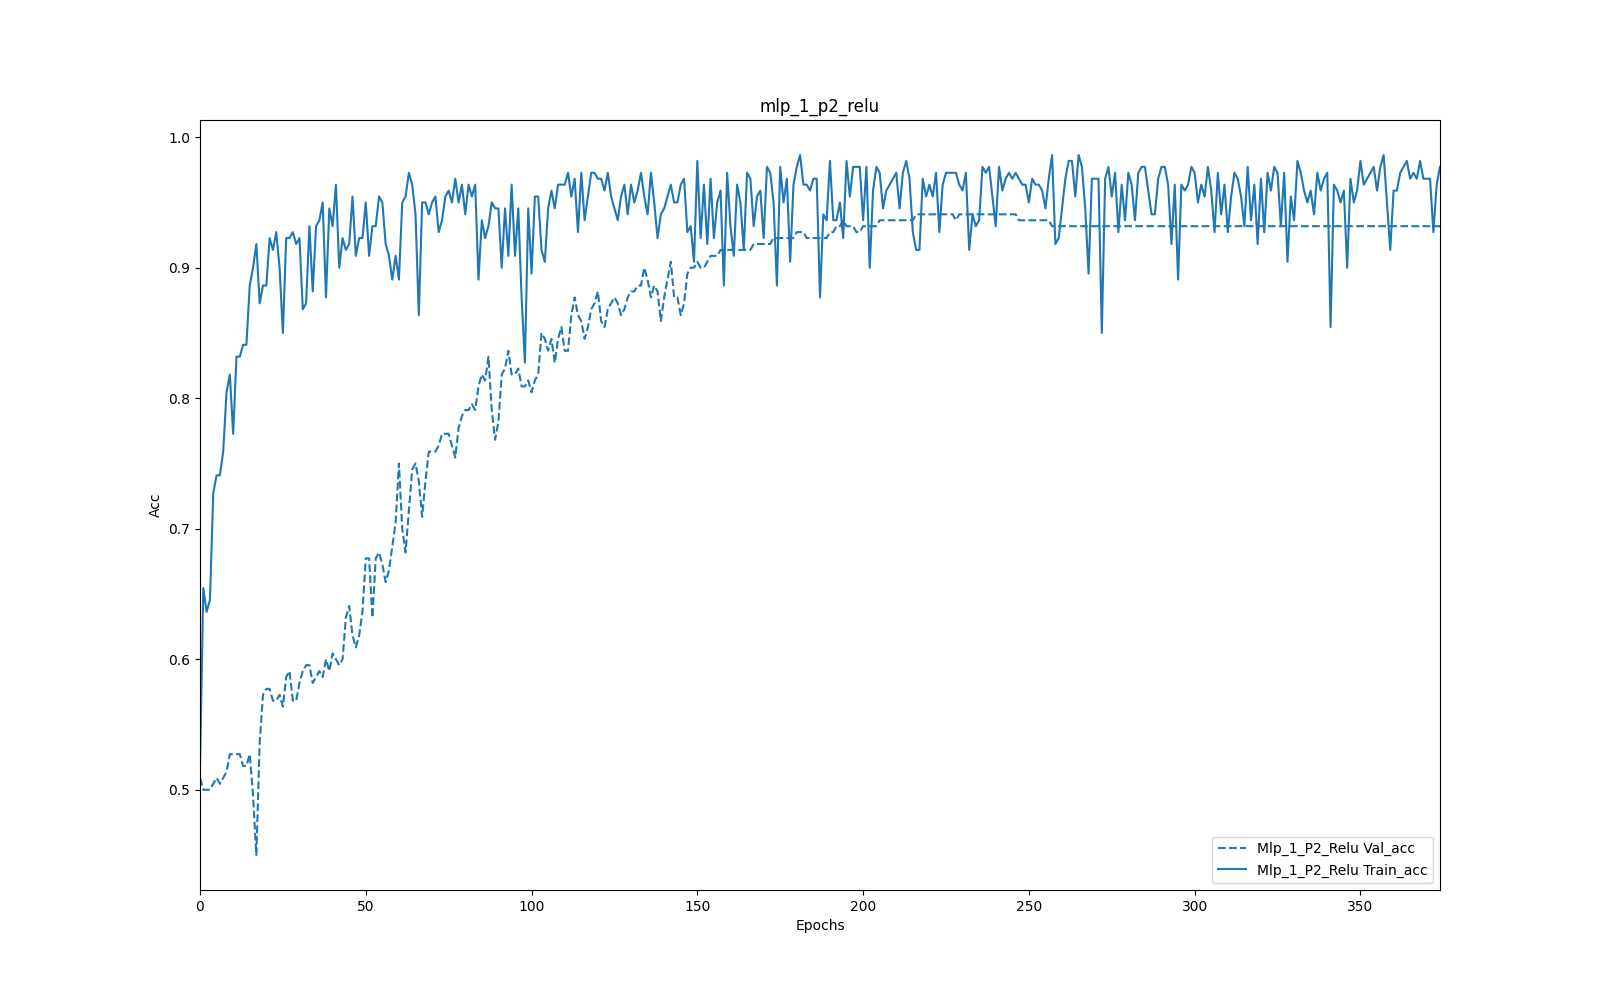 mlp_1_p2_relu
1.0
0.9
0.8
0.7
0.6
0.5
Acc
Mlp_1_P2_Relu Val_acc
Mlp_1_P2_Relu Train_acc
0 50 100 150 200 250 300 350
Epochs